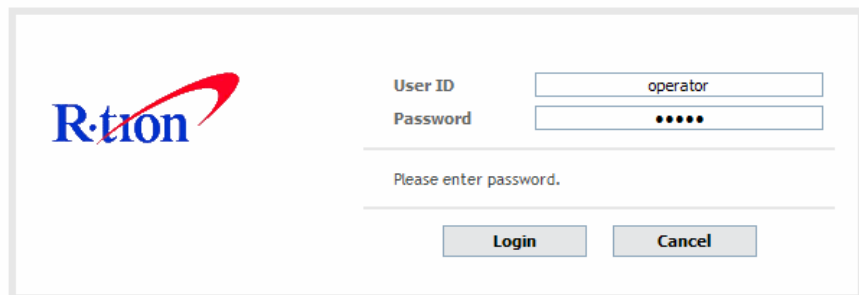 R·tion
User ID operator
Password •••••
Please enter password.
Login Cancel